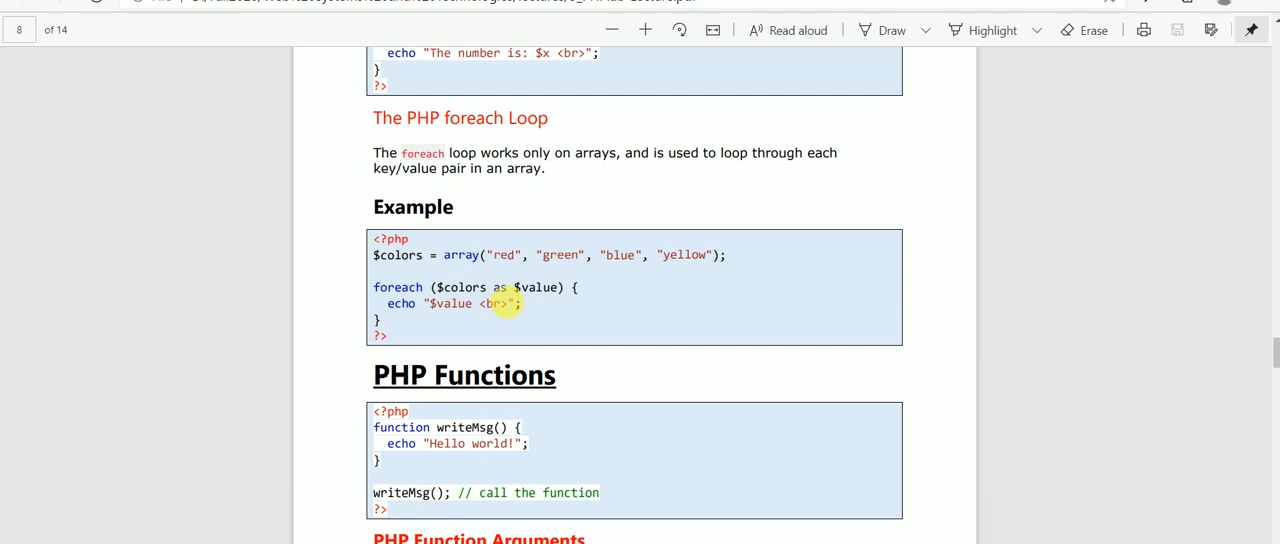 8 of 14
Read aloud
Draw
Highlight
Erase
echo "The number is: $x <br>";
}
?>
The PHP foreach Loop
The foreach loop works only on arrays, and is used to loop through each
key/value pair in an array.
Example
<?php
$colors = array("red", "green", "blue", "yellow");
foreach ($colors as $value) {
echo "$value <br>";
}
?>
PHP Functions
<?php
function writeMsg() {
echo "Hello world!";
}
writeMsg(); // call the function
?>
PHP Function Arguments